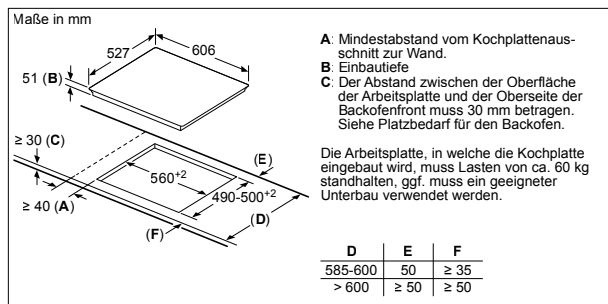 Maße in mm
527
606
51 (B)
≥ 30 (C)
(E)
560+2
490-500+2
≥ 40 (A)
(D)
(F)
A: Mindestabstand vom Kochplattenaus-
schnitt zur Wand.
B: Einbautiefe
C: Der Abstand zwischen der Oberfläche
der Arbeitsplatte und der Oberseite der
Backofenfront muss 30 mm betragen.
Siehe Platzbedarf für den Backofen.
Die Arbeitsplatte, in welche die Kochplatte
eingebaut wird, muss Lasten von ca. 60 kg
standhalten, ggf. muss ein geeigneter
Unterbau verwendet werden.
D E F
585-600 50 ≥ 35
> 600 ≥ 50 ≥ 50